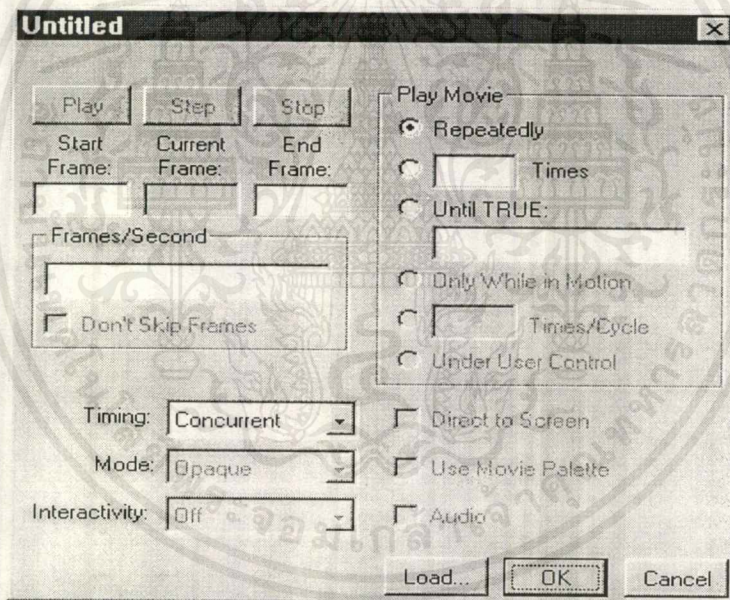 Untitled
Play Step Stop
Start Frame: Current Frame: End Frame:
Frames/Second
Don't Skip Frames
Timing: Concurrent
Mode: Opaque
Interactivity: Off
Play Movie
Repeatedly
Times
Until TRUE:
Only While in Motion
Times/Cycle
Under User Control
Direct to Screen
Use Movie Palette
Audio
Load... OK Cancel